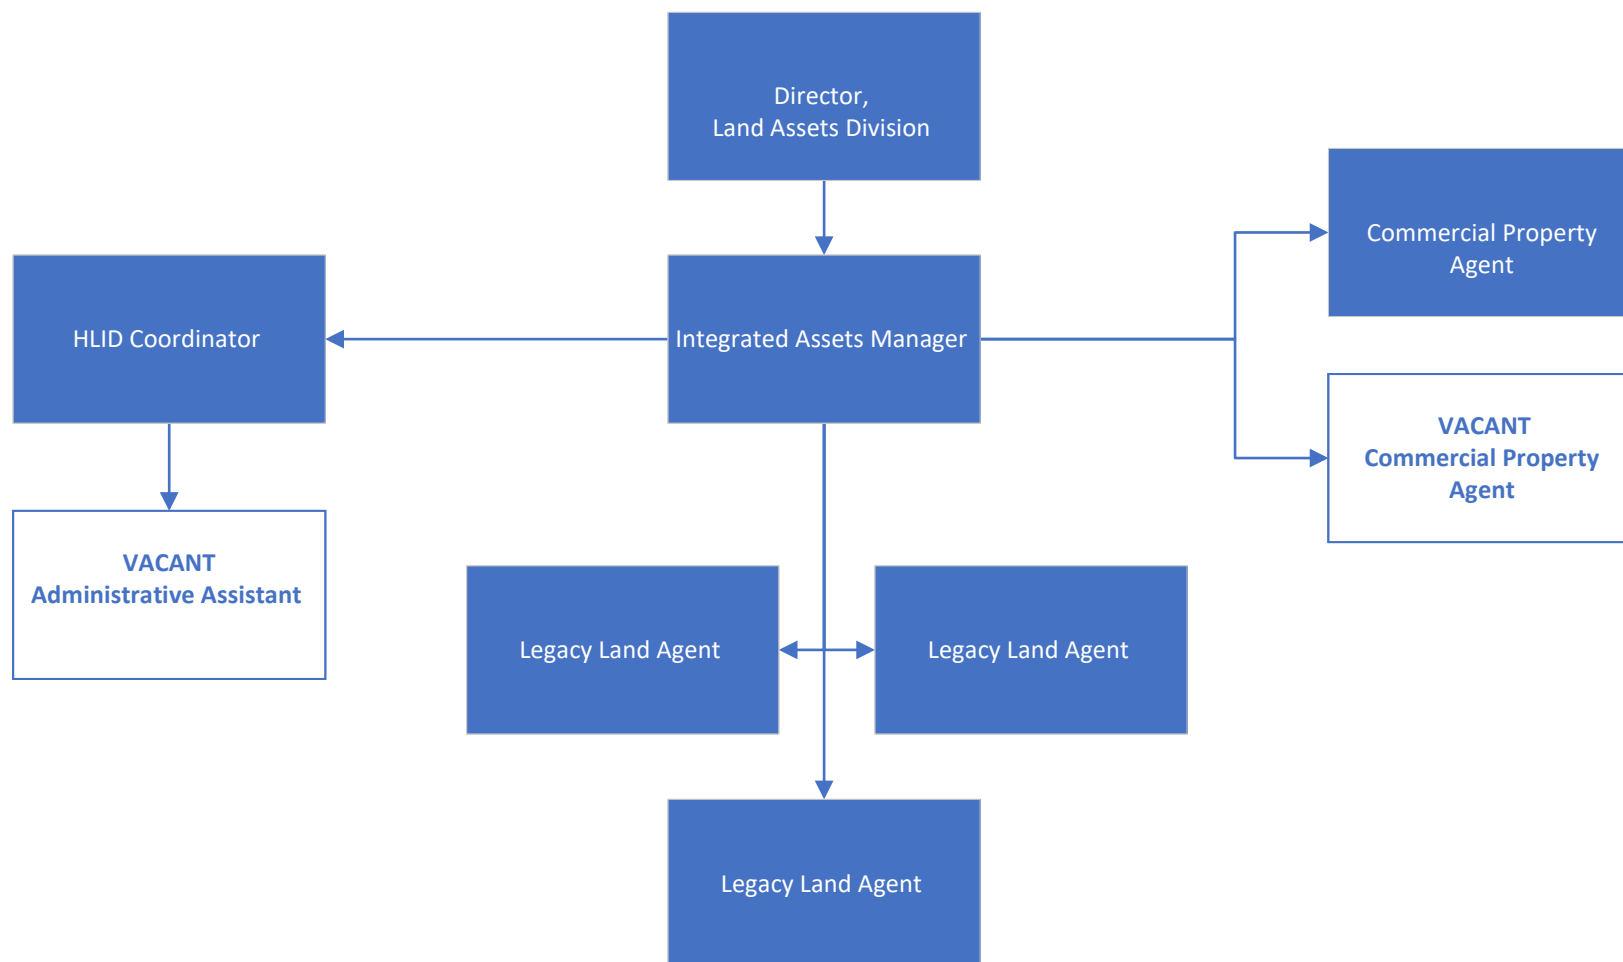 Director,
Land Assets Division
Commercial Property
Agent
HLID Coordinator
Integrated Assets Manager
VACANT
Commercial Property
Agent
VACANT
Administrative Assistant
Legacy Land Agent
Legacy Land Agent
Legacy Land Agent